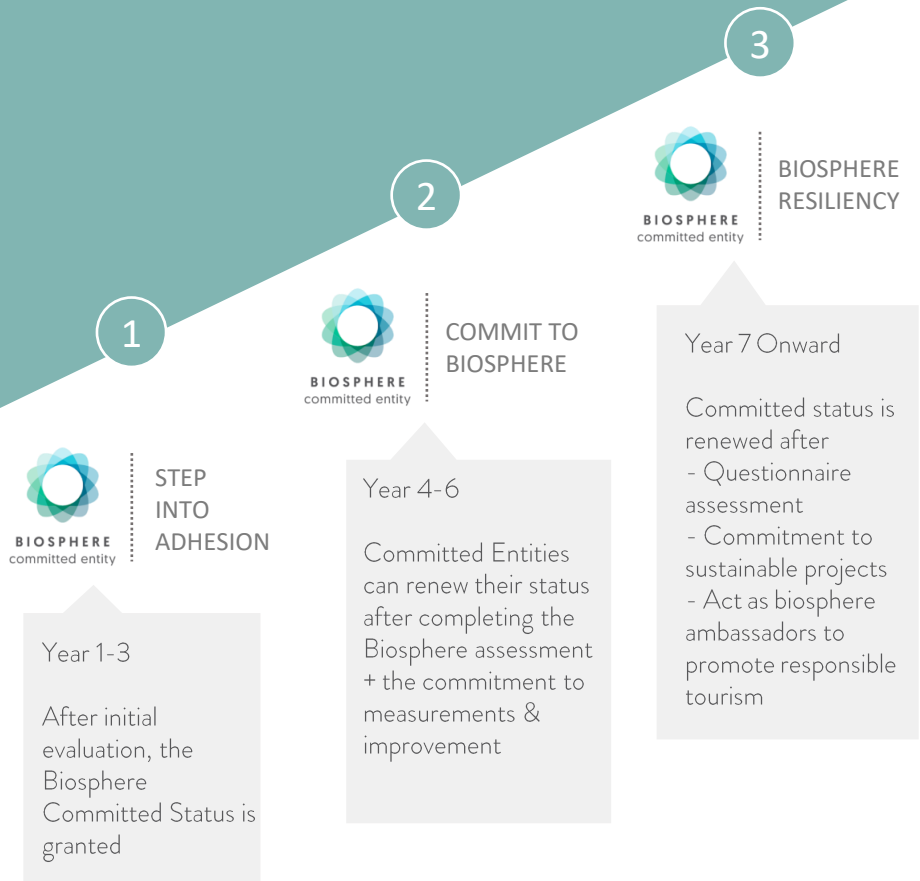 1
BIOSPHERE
committed entity
STEP
INTO
ADHESION
Year 1-3
After initial
evaluation, the
Biosphere
Committed Status is
granted
2
BIOSPHERE
committed entity
COMMIT TO
BIOSPHERE
Year 4-6
Committed Entities
can renew their status
after completing the
Biosphere assessment
+ the commitment to
measurements &
improvement
3
BIOSPHERE
committed entity
BIOSPHERE
RESILIENCY
Year 7 Onward
Committed status is
renewed after
- Questionnaire
assessment
- Commitment to
sustainable projects
- Act as biosphere
ambassadors to
promote responsible
tourism